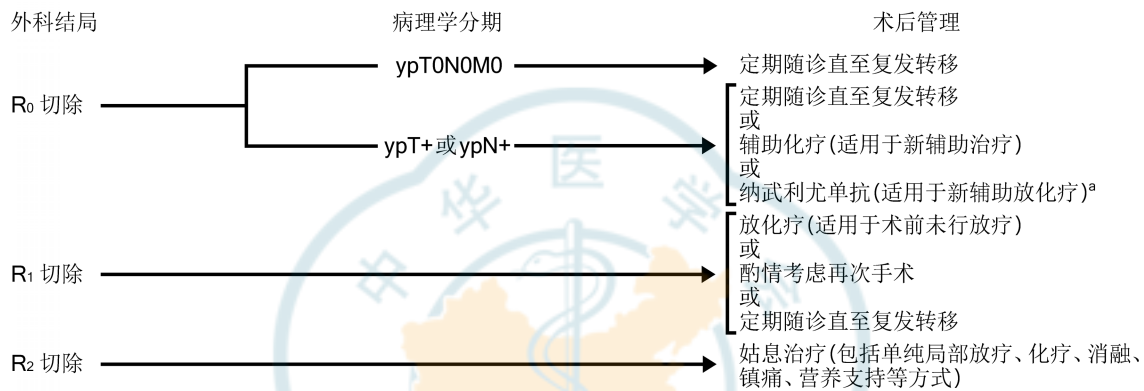 外科结局 病理学分期 术后管理
ypT0N0M0 定期随诊直至复发转移
R₀ 切除
定期随诊直至复发转移
或
ypT+或ypN+ 辅助化疗(适用于新辅助治疗)
或
纳武利尤单抗(适用于新辅助放化疗)ᵃ
放化疗(适用于术前未行放疗)
或
R₁ 切除 酌情考虑再次手术
或
定期随诊直至复发转移
R₂ 切除 姑息治疗(包括单纯局部放疗、化疗、消融、
镇痛、营养支持等方式)
中华医学会